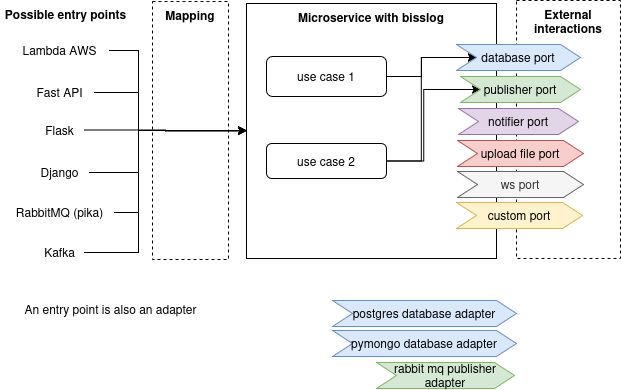 Possible entry points
Mapping
Microservice with bisslog
External
interactions
Lambda AWS
Fast API
Flask
Django
RabbitMQ (pika)
Kafka
use case 1
use case 2
database port
publisher port
notifier port
upload file port
ws port
custom port
An entry point is also an adapter
postgres database adapter
pymongo database adapter
rabbit mq publisher
adapter